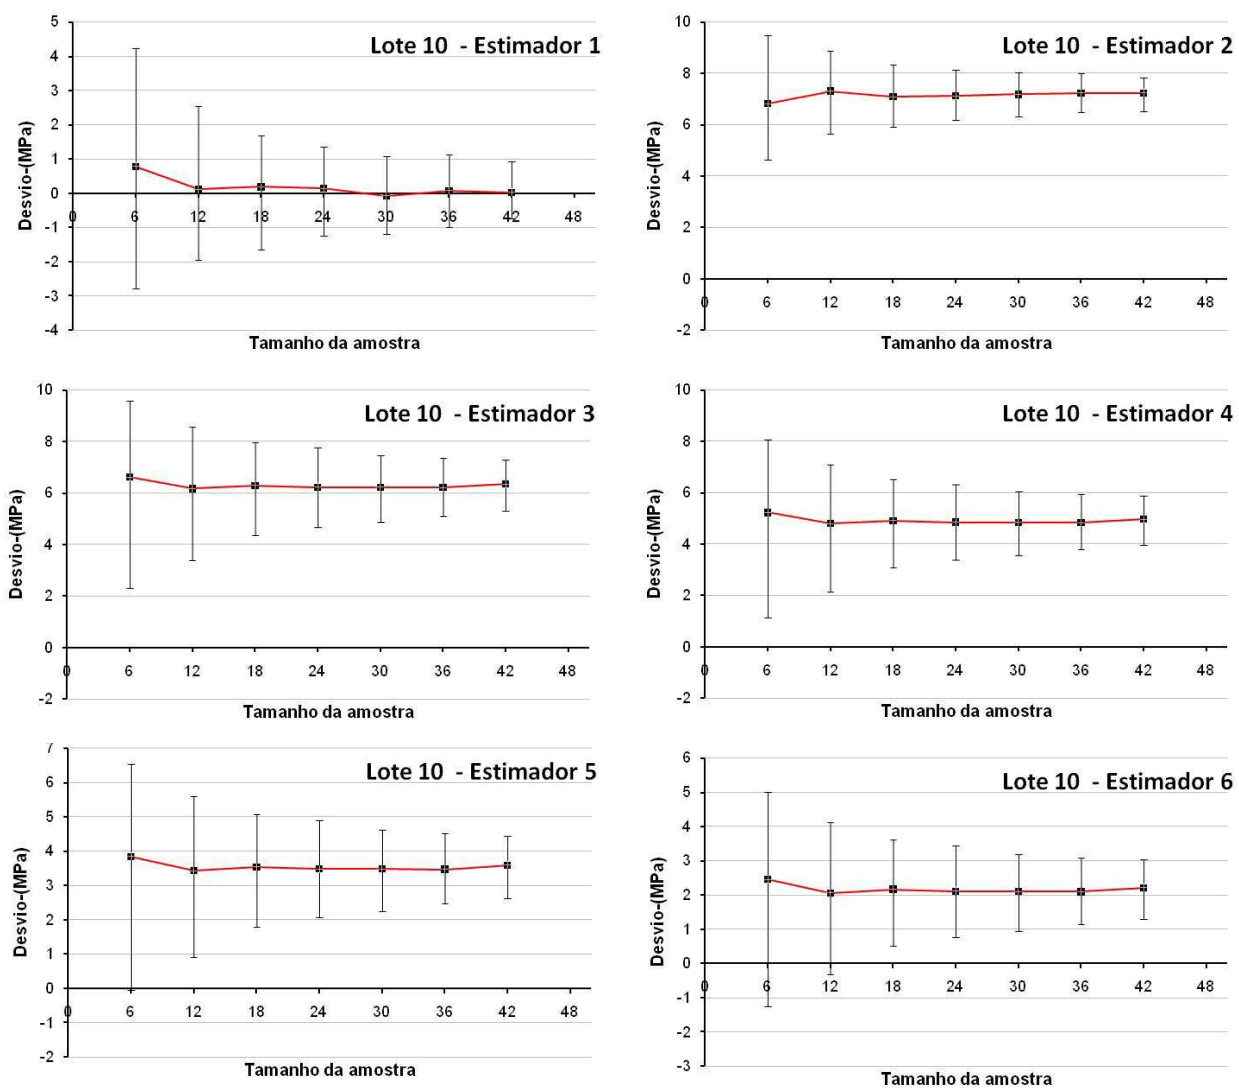 Lote 10 - Estimador 1
Desvio-(MPa)
5
4
3
2
1
0
-1
-2
-3
-4
0 6 12 18 24 30 36 42 48
Tamanho da amostra
Lote 10 - Estimador 2
Desvio-(MPa)
10
8
6
4
2
0
-2
0 6 12 18 24 30 36 42 48
Tamanho da amostra
Lote 10 - Estimador 3
Desvio-(MPa)
10
8
6
4
2
0
-2
0 6 12 18 24 30 36 42 48
Tamanho da amostra
Lote 10 - Estimador 4
Desvio-(MPa)
10
8
6
4
2
0
-2
0 6 12 18 24 30 36 42 48
Tamanho da amostra
Lote 10 - Estimador 5
Desvio-(MPa)
7
6
5
4
3
2
1
0
-1
-2
0 6 12 18 24 30 36 42 48
Tamanho da amostra
Lote 10 - Estimador 6
Desvio-(MPa)
6
5
4
3
2
1
0
-1
-2
-3
0 6 12 18 24 30 36 42 48
Tamanho da amostra